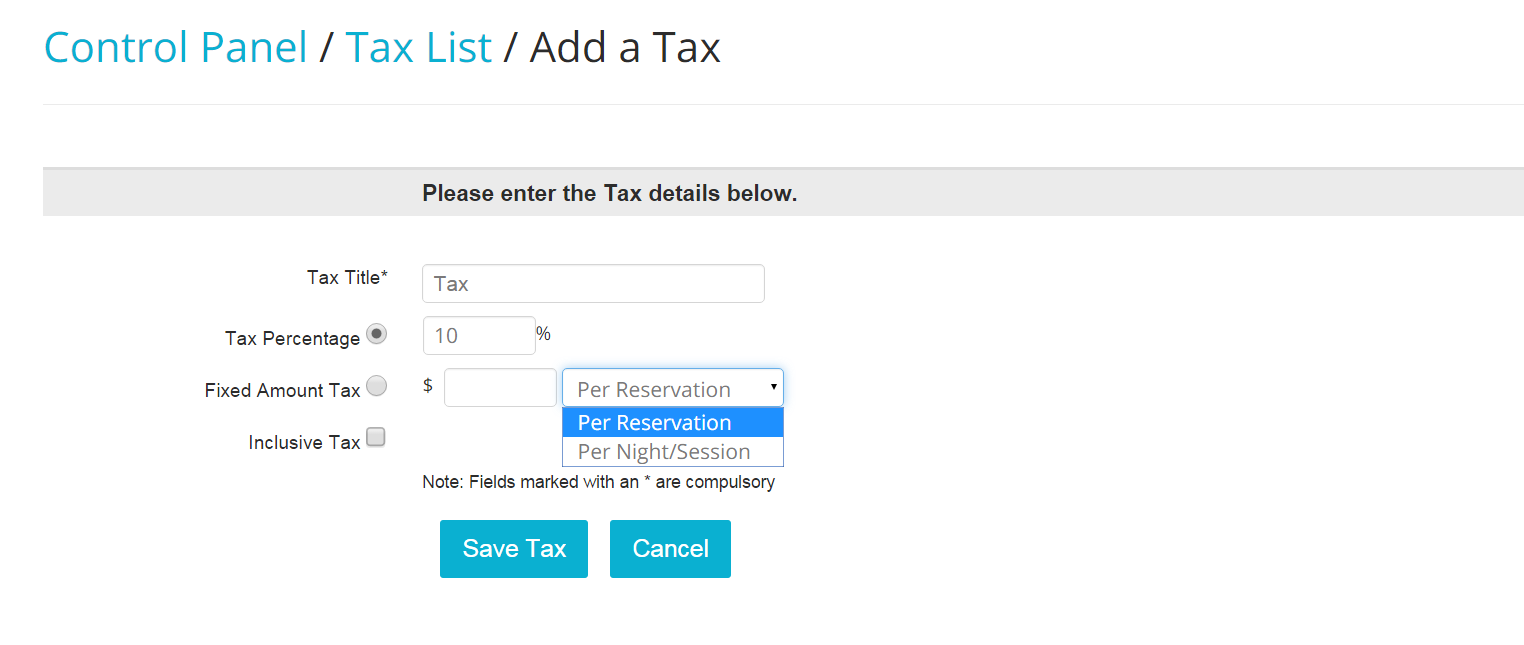 Control Panel / Tax List / Add a Tax
Please enter the Tax details below.
Tax Title* Tax
Tax Percentage 10 %
Fixed Amount Tax $ Per Reservation
Per Reservation
Inclusive Tax Per Night/Session
Note: Fields marked with an * are compulsory
Save Tax Cancel